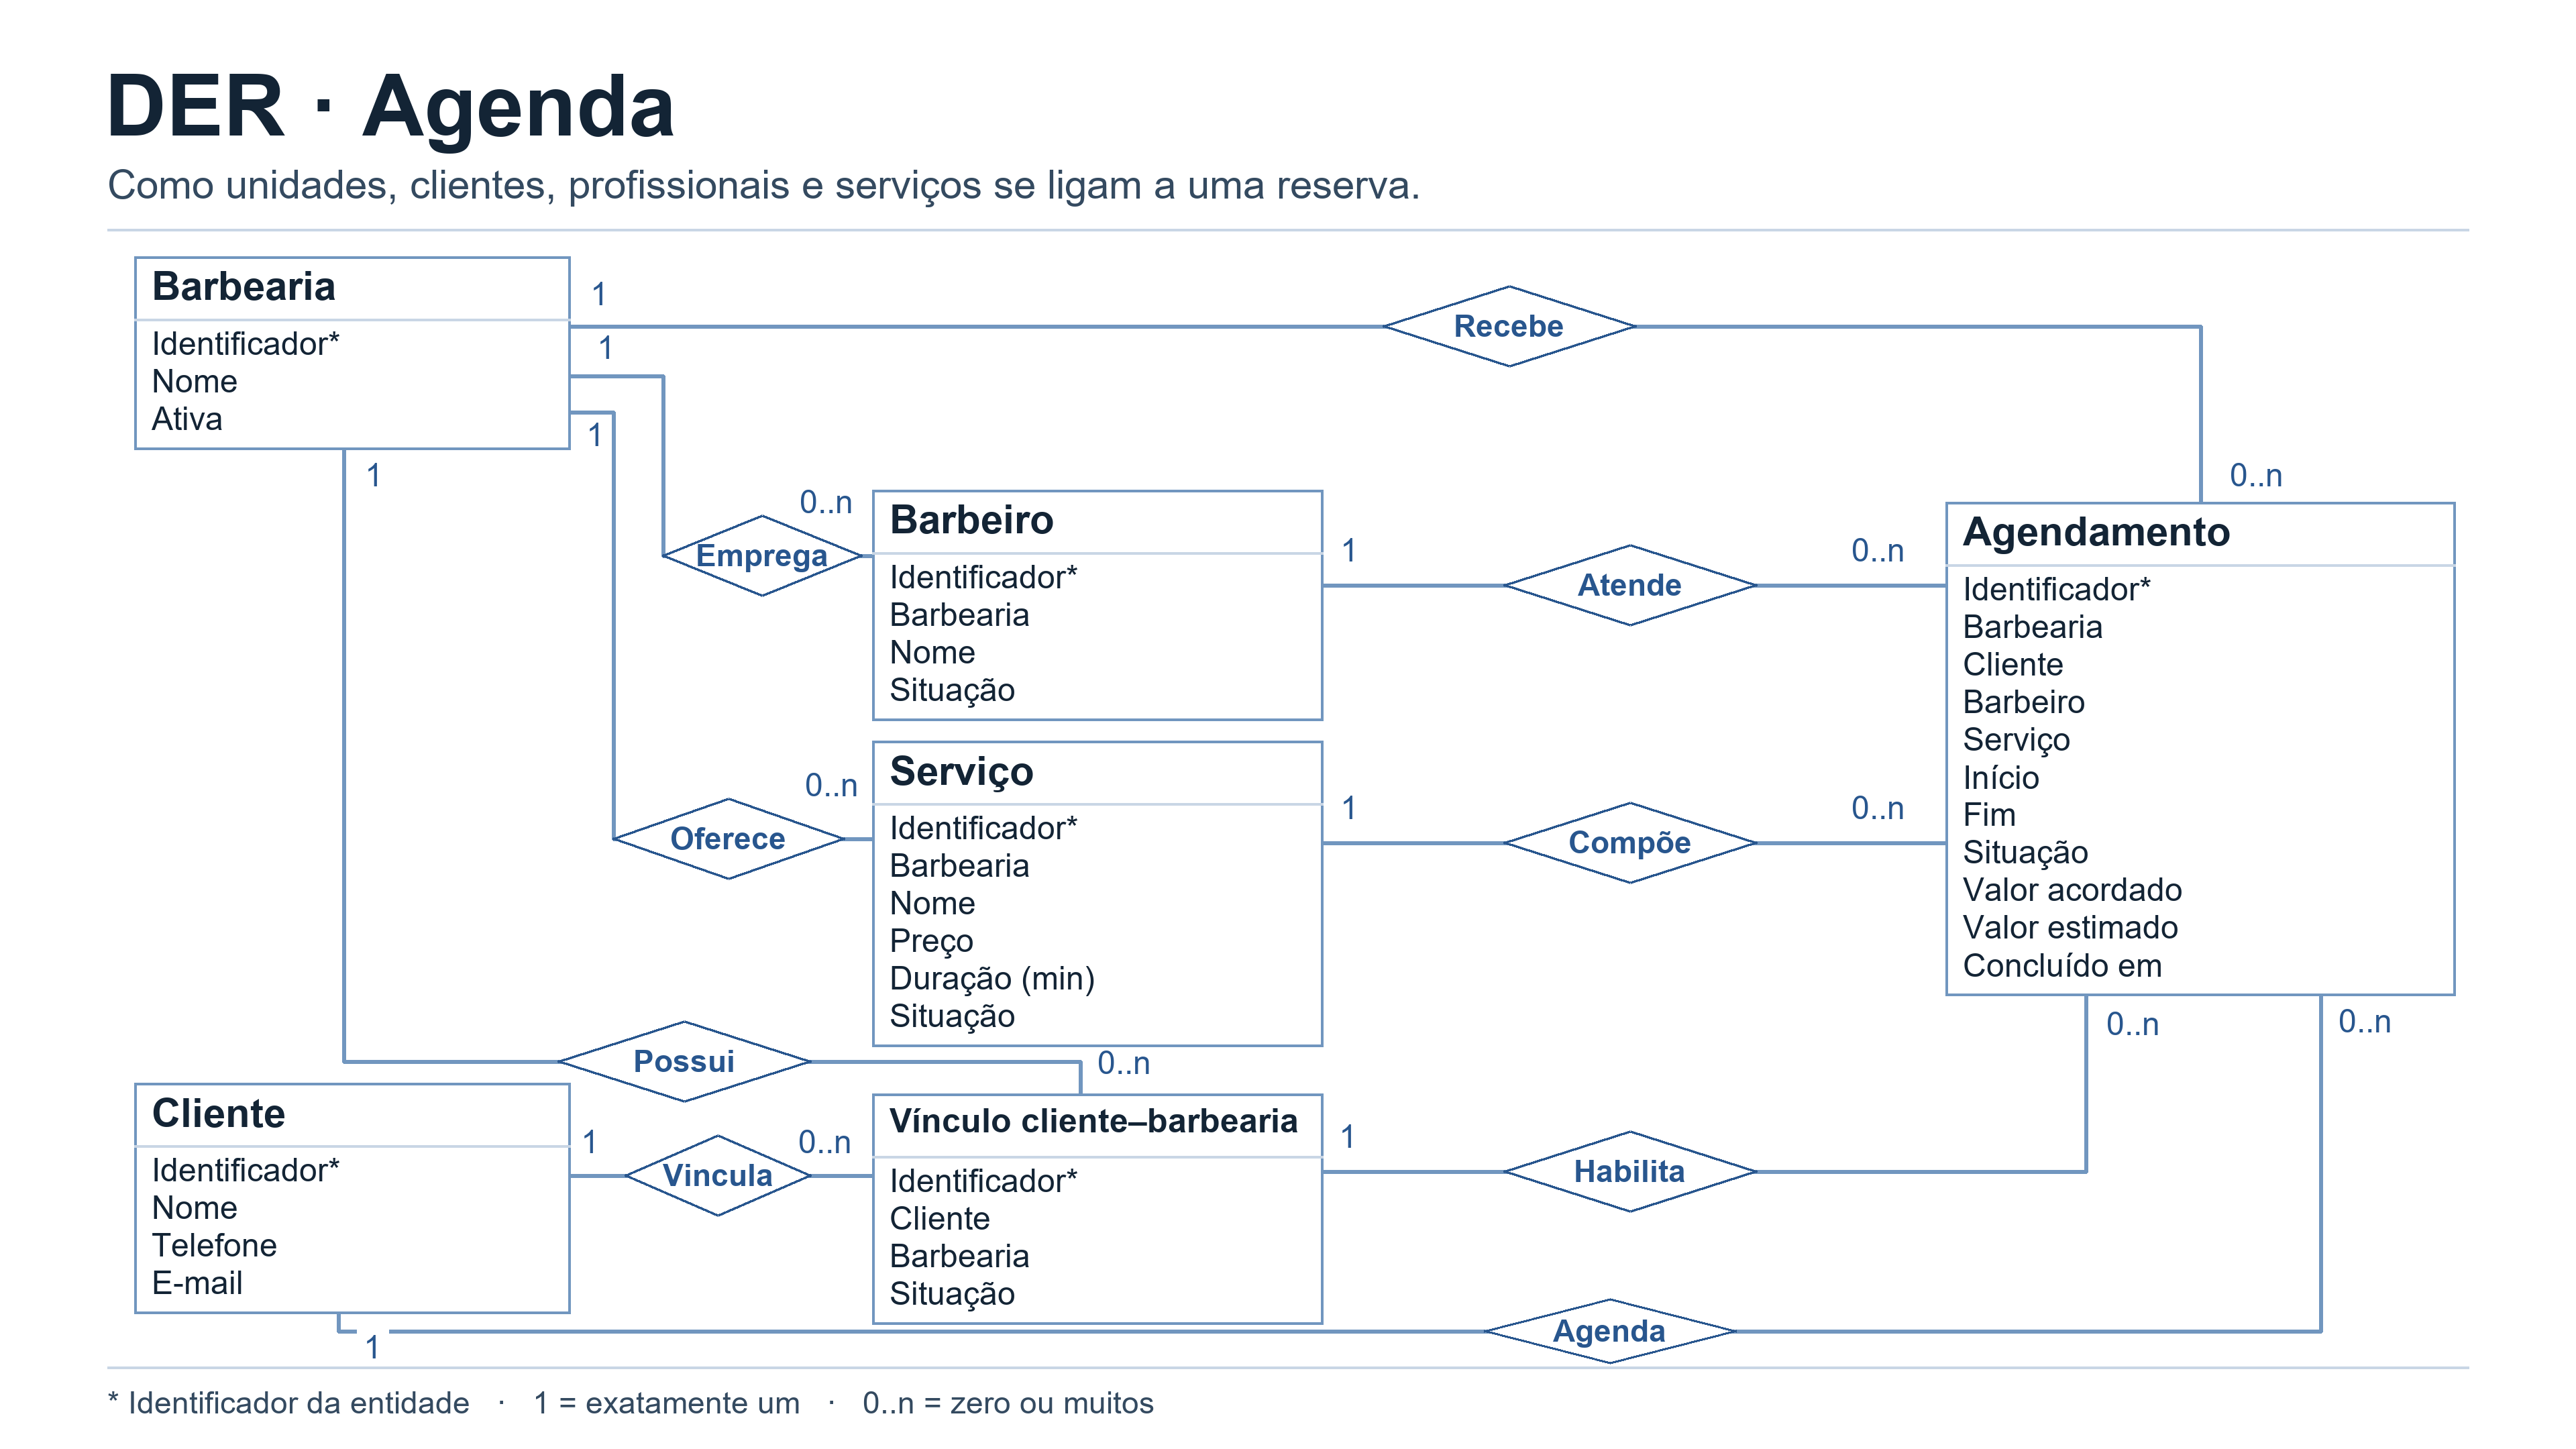 DER · Agenda
Como unidades, clientes, profissionais e serviços se ligam a uma reserva.
Barbearia
Identificador*
Nome
Ativa
1
1
1
1
Recebe
0..n
Emprega
0..n
Barbeiro
Identificador*
Barbearia
Nome
Situação
1
Atende
0..n
Agendamento
Identificador*
Barbearia
Cliente
Barbeiro
Serviço
Início
Fim
Situação
Valor acordado
Valor estimado
Concluído em
Oferece
0..n
Serviço
Identificador*
Barbearia
Nome
Preço
Duração (min)
Situação
1
Compõe
0..n
Possui
0..n
Cliente
Identificador*
Nome
Telefone
E-mail
1
Vincula
0..n
Vínculo cliente–barbearia
Identificador*
Cliente
Barbearia
Situação
1
Habilita
0..n
0..n
1
Agenda
* Identificador da entidade · 1 = exatamente um · 0..n = zero ou muitos